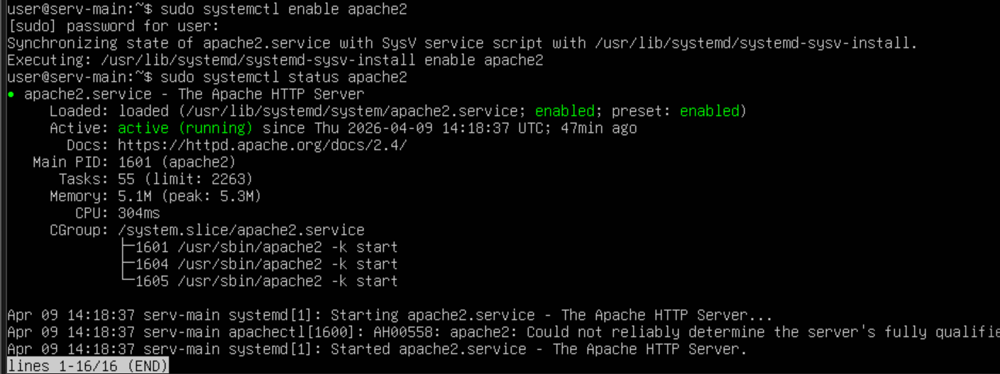 user@serv-main:~$ sudo systemctl enable apache2
[sudo] password for user:
Synchronizing state of apache2.service with SysV service script with /usr/lib/systemd/systemd-sysv-install.
Executing: /usr/lib/systemd/systemd-sysv-install enable apache2
user@serv-main:~$ sudo systemctl status apache2
● apache2.service - The Apache HTTP Server
     Loaded: loaded (/usr/lib/systemd/system/apache2.service; enabled; preset: enabled)
     Active: active (running) since Thu 2026-04-09 14:18:37 UTC; 47min ago
       Docs: https://httpd.apache.org/docs/2.4/
   Main PID: 1601 (apache2)
      Tasks: 55 (limit: 2263)
     Memory: 5.1M (peak: 5.3M)
        CPU: 304ms
     CGroup: /system.slice/apache2.service
             ├─1601 /usr/sbin/apache2 -k start
             ├─1604 /usr/sbin/apache2 -k start
             └─1605 /usr/sbin/apache2 -k start
Apr 09 14:18:37 serv-main systemd[1]: Starting apache2.service - The Apache HTTP Server...
Apr 09 14:18:37 serv-main apachectl[1600]: AH00558: apache2: Could not reliably determine the server's fully qualifie
Apr 09 14:18:37 serv-main systemd[1]: Started apache2.service - The Apache HTTP Server.
lines 1-16/16 (END)